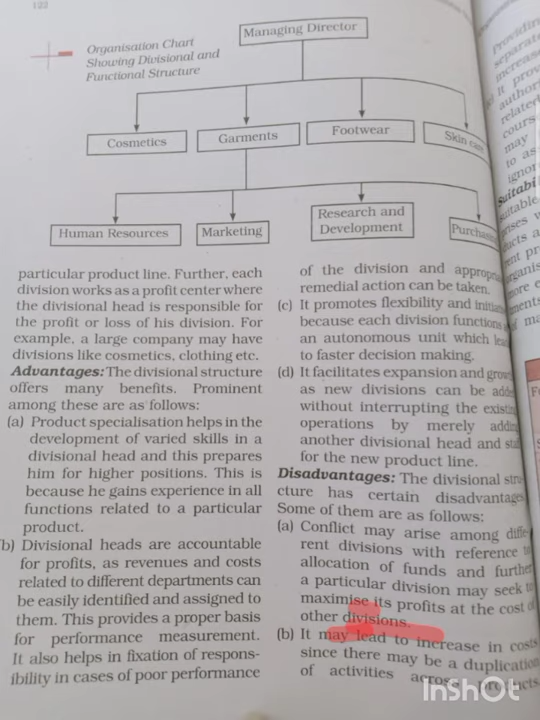 122
Organisation Chart
Showing Divisional and
Functional Structure
Managing Director
Cosmetics
Garments
Footwear
Skin care
Human Resources
Marketing
Research and
Development
particular product line. Further, each
division works as a profit center where
the divisional head is responsible for
the profit or loss of his division. For
example, a large company may have
divisions like cosmetics, clothing etc.
Advantages: The divisional structure
offers many benefits. Prominent
among these are as follows:
(a) Product specialisation helps in the
development of varied skills in a
divisional head and this prepares
him for higher positions. This is
because he gains experience in all
functions related to a particular
product.
(b) Divisional heads are accountable
for profits, as revenues and costs
related to different departments can
be easily identified and assigned to
them. This provides a proper basis
for performance measurement.
It also helps in fixation of respons-
ibility in cases of poor performance
of the division and
remedial action can be taken.
(c) It promotes flexibility and
because each division functions
an autonomous unit which
to faster decision making.
(d) It facilitates expansion and
as new divisions can be
without interrupting the
operations by merely
another divisional head and
for the new product line.
Disadvantages: The divisional
cture has certain disadvantages.
Some of them are as follows:
(a) Conflict may arise among
rent divisions with reference to
allocation of funds and further
a particular division may seek to
maximise its profits at the cost of
other divisions.
(b) It may lead to increase in costs
since there may be a duplication
of activities across products.
InShOt